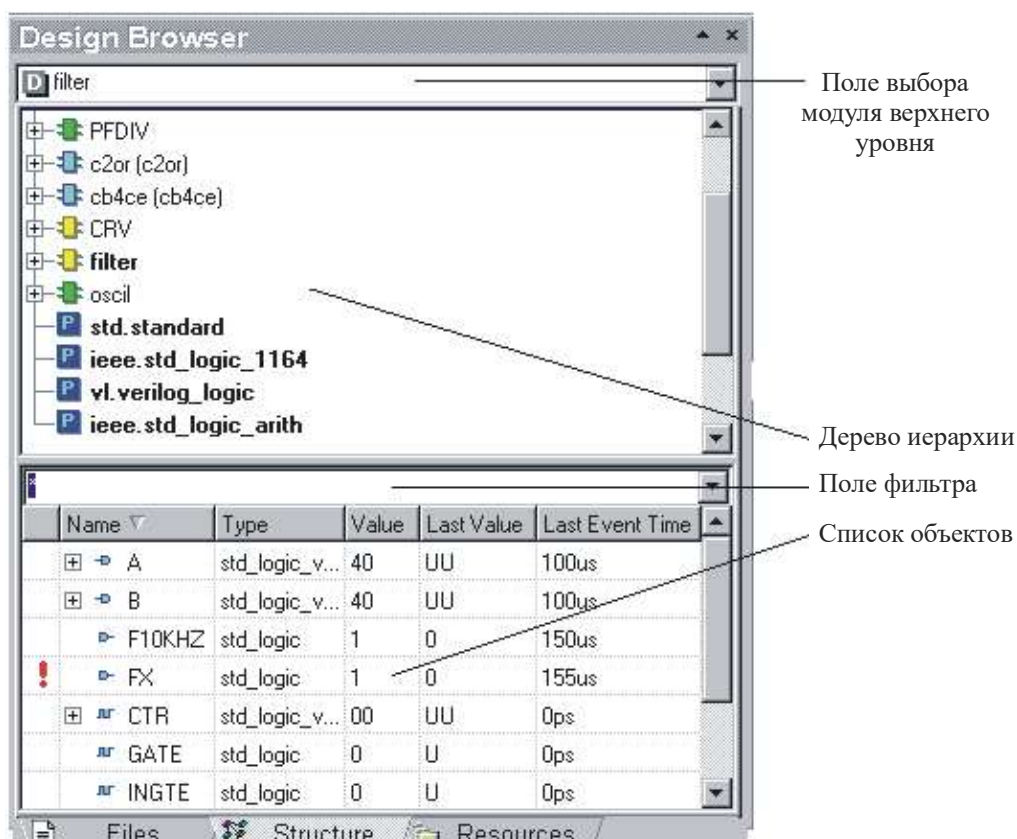 Design Browser
filter
Поле выбора
модуля верхнего
уровня
PFDIV
c2or (c2or)
cb4ce (cb4ce)
CRV
filter
oscil
std.standard
ieee.std_logic_1164
vl.verilog_logic
ieee.std_logic_arith
Дерево иерархии
*
Поле фильтра
Name Type Value Last Value Last Event Time
Список объектов
A std_logic_v... 40 UU 100us
B std_logic_v... 40 UU 100us
F10KHZ std_logic 1 0 150us
FX std_logic 1 0 155us
CTR std_logic_v... 00 UU 0ps
GATE std_logic 0 U 0ps
INGTE std_logic 0 U 0ps
Files Structure Resources